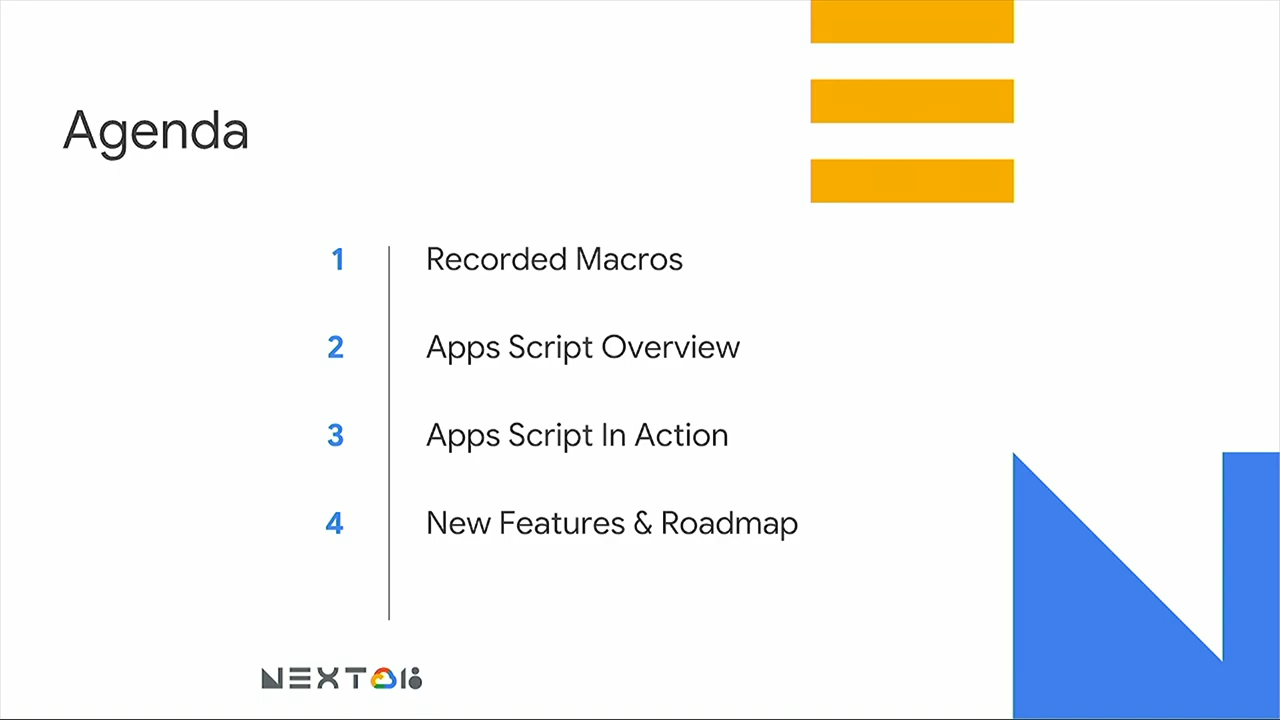 Agenda
1 Recorded Macros
2 Apps Script Overview
3 Apps Script In Action
4 New Features & Roadmap
NEXT 18